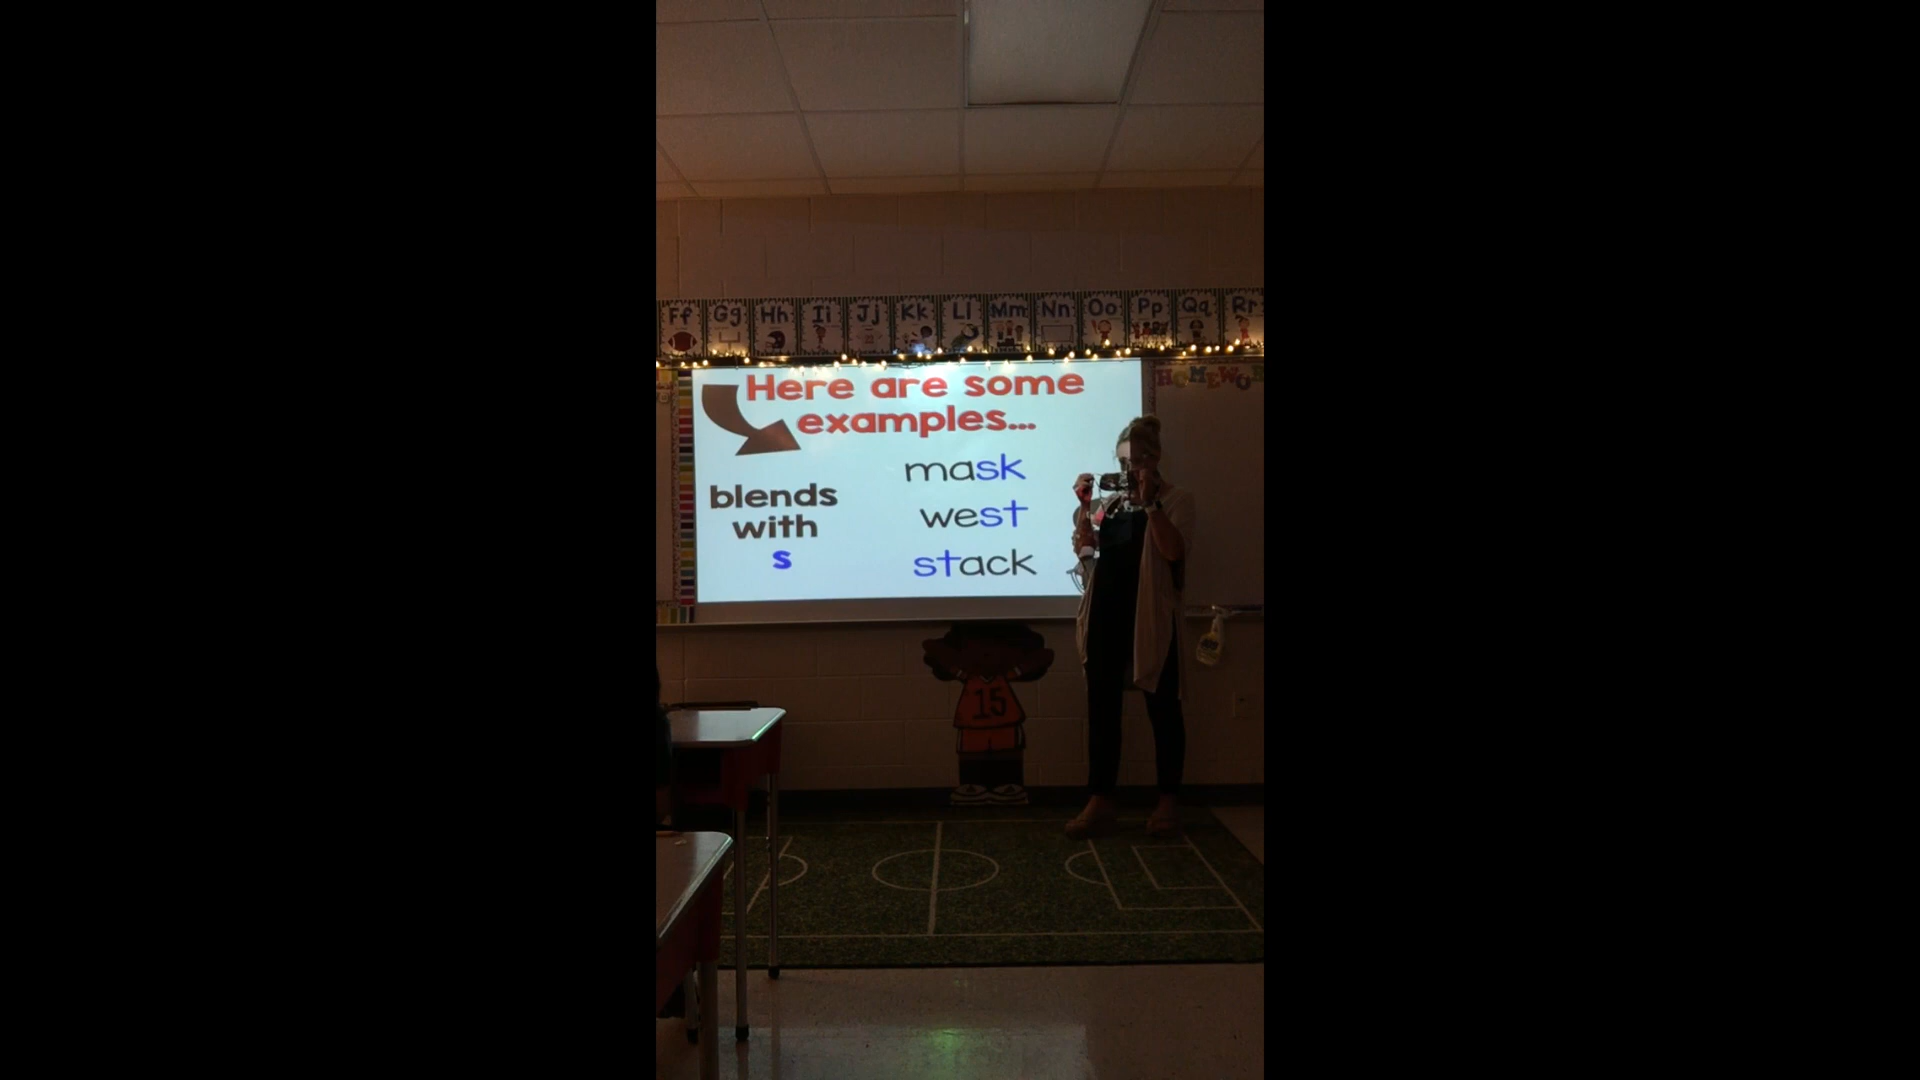 Ff Gg Hh Ii Jj Kk Ll Mm Nn Oo Pp Qq Rr
HOMEWOR
Here are some
examples...
mask
blends
west
with
stack
s
15